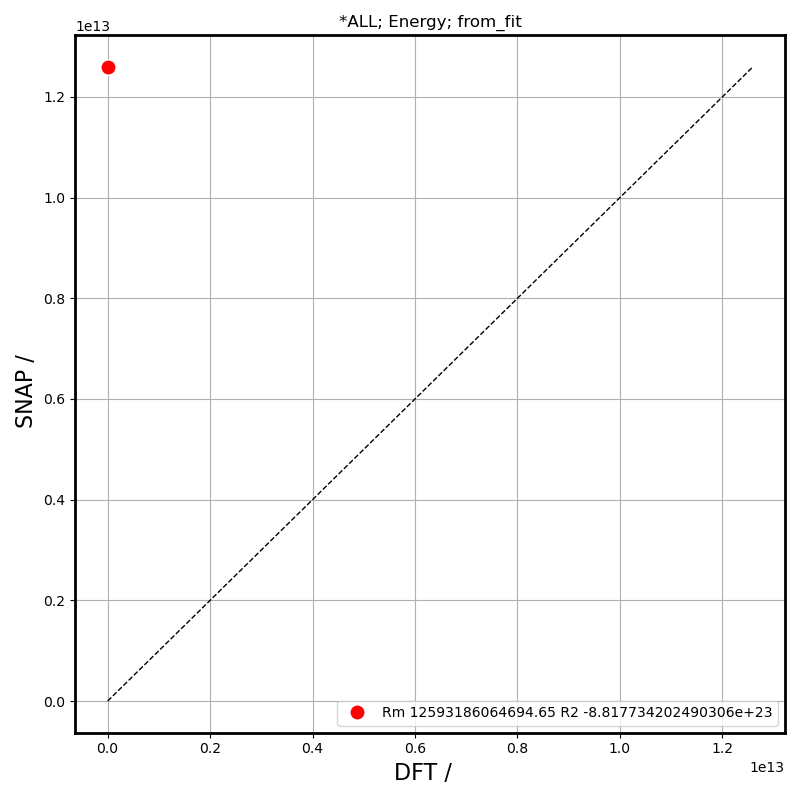 *ALL; Energy; from_fit
1e13
1.2
1.0
0.8
0.6
0.4
0.2
0.0
SNAP /
Rm 12593186064694.65 R2 -8.817734202490306e+23
0.0 0.2 0.4 0.6 0.8 1.0 1.2
1e13
DFT /